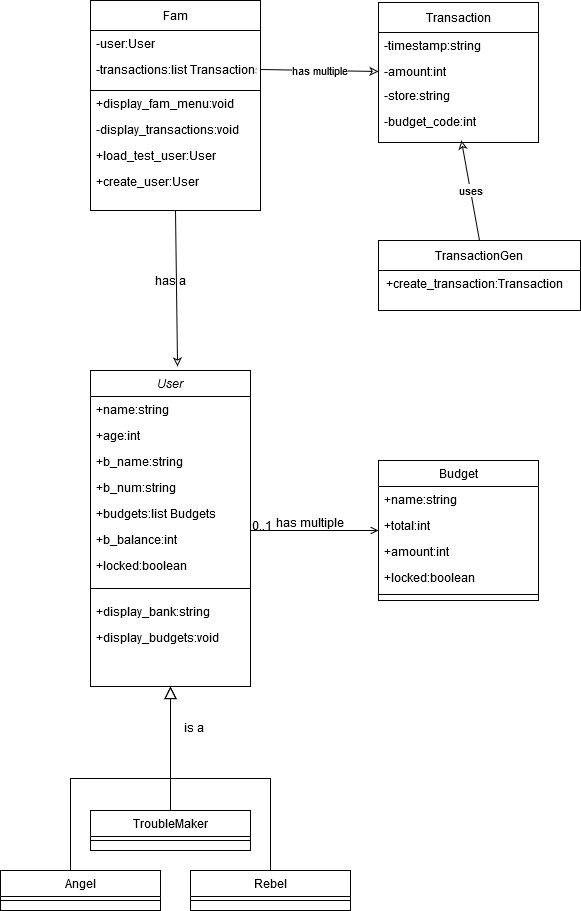 Fam
-user:User
-transactions:list Transaction
+display_fam_menu:void
-display_transactions:void
+load_test_user:User
+create_user:User
has multiple
Transaction
-timestamp:string
-amount:int
-store:string
-budget_code:int
uses
TransactionGen
+create_transaction:Transaction
has a
User
+name:string
+age:int
+b_name:string
+b_num:string
+budgets:list Budgets
+b_balance:int
+locked:boolean
+display_bank:string
+display_budgets:void
0..1 has multiple
Budget
+name:string
+total:int
+amount:int
+locked:boolean
is a
TroubleMaker
Angel
Rebel